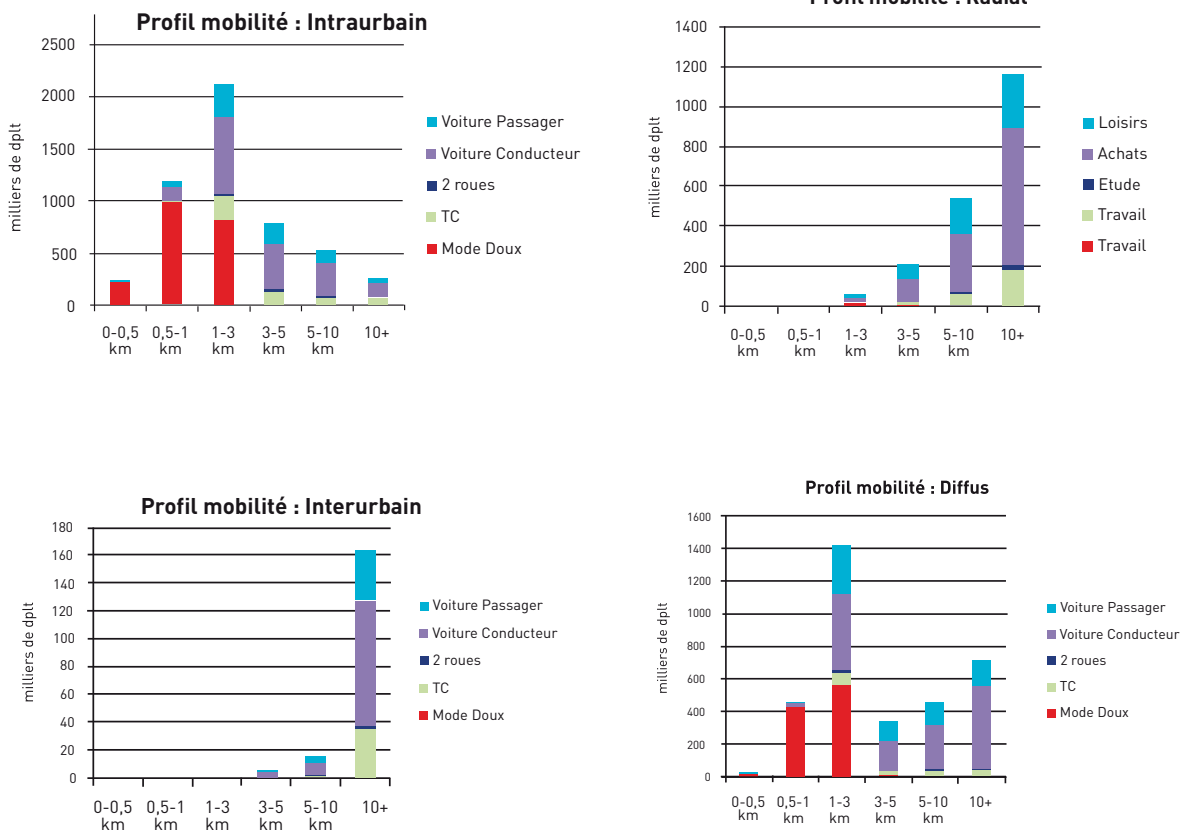 Profil mobilité : Intraurbain
milliers de dplt
2500
2000
1500
1000
500
0
0-0,5 km
0,5-1 km
1-3 km
3-5 km
5-10 km
10+
Voiture Passager
Voiture Conducteur
2 roues
TC
Mode Doux
Profil mobilité : Radial
milliers de dplt
1400
1200
1000
800
600
400
200
0
0-0,5 km
0,5-1 km
1-3 km
3-5 km
5-10 km
10+
Loisirs
Achats
Etude
Travail
Travail
Profil mobilité : Interurbain
milliers de dplt
180
160
140
120
100
80
60
40
20
0
0-0,5 km
0,5-1 km
1-3 km
3-5 km
5-10 km
10+
Voiture Passager
Voiture Conducteur
2 roues
TC
Mode Doux
Profil mobilité : Diffus
milliers de dplt
1600
1400
1200
1000
800
600
400
200
0
0-0,5 km
0,5-1 km
1-3 km
3-5 km
5-10 km
10+
Voiture Passager
Voiture Conducteur
2 roues
TC
Mode Doux